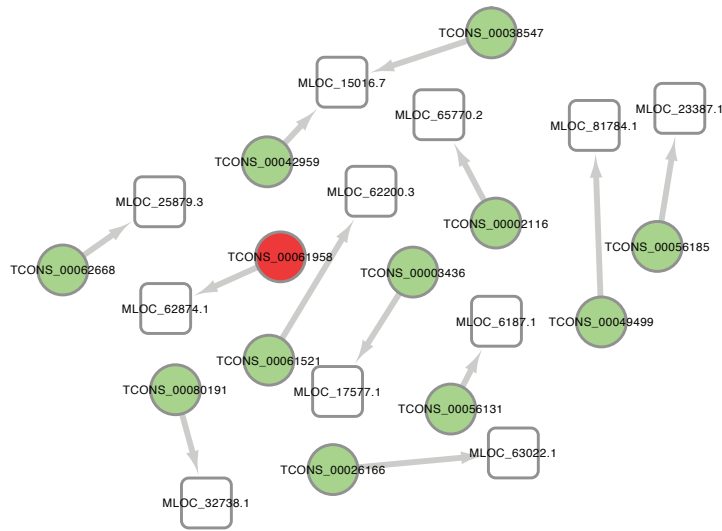 TCONS_00038547
MLOC_15016.7
MLOC_65770.2
MLOC_23387.1
MLOC_81784.1
TCONS_00042959
MLOC_62200.3
MLOC_25879.3
TCONS_00002116
TCONS_00056185
TCONS_00061958
TCONS_00062668
TCONS_00003436
MLOC_62874.1
MLOC_6187.1
TCONS_00049499
TCONS_00061521
TCONS_00080191
MLOC_17577.1
TCONS_00056131
MLOC_63022.1
TCONS_00026166
MLOC_32738.1